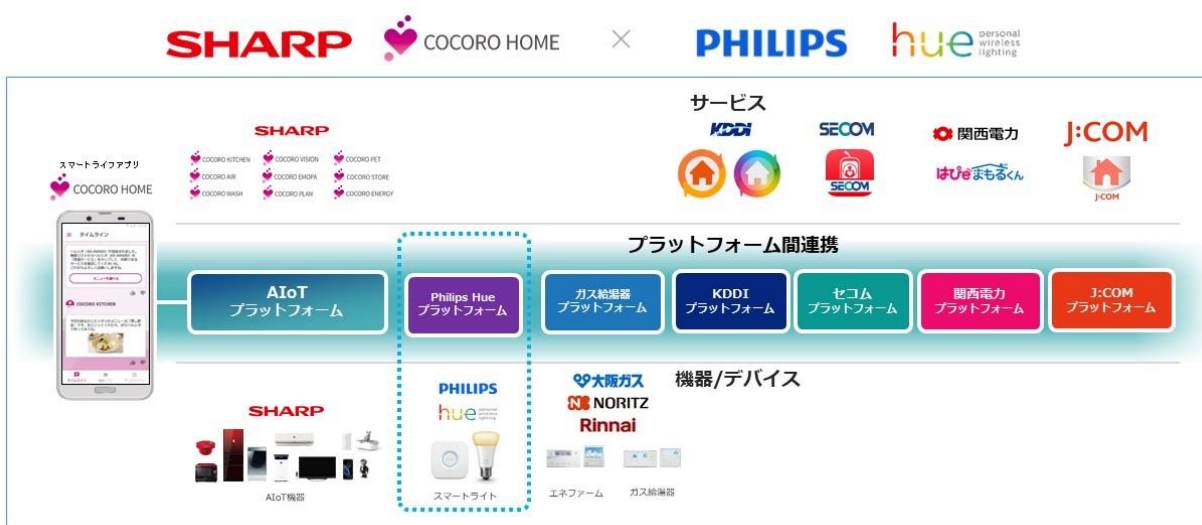 SHARP
COCORO HOME
×
PHILIPS
hue personal wireless lighting
サービス
SHARP
KDDI
SECOM
関西電力
J:COM
スマートライフアプリ
COCORO HOME
COCORO KITCHEN
COCORO VISION
COCORO PET
COCORO AIR
COCORO EMOPA
COCORO STORE
COCORO WASH
COCORO PLAN
COCORO ENERGY
SECOM
はぴeまもるくん
J:COM
タイムライン
プラットフォーム間連携
AIoT
プラットフォーム
Philips Hue
プラットフォーム
ガス給湯器
プラットフォーム
KDDI
プラットフォーム
セコム
プラットフォーム
関西電力
プラットフォーム
J:COM
プラットフォーム
COCORO KITCHEN
機器/デバイス
SHARP
AIoT機器
PHILIPS
hue personal wireless lighting
スマートライト
大阪ガス
NORITZ
Rinnai
エネファーム
ガス給湯器